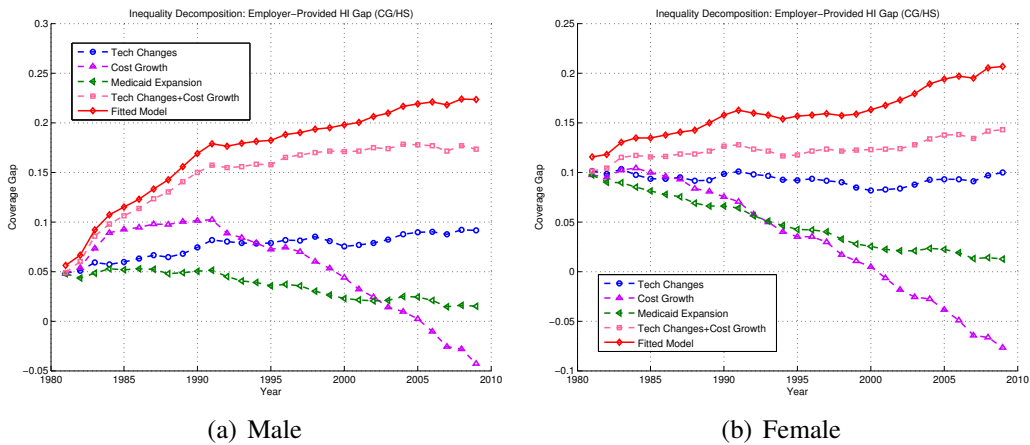 Inequality Decomposition: Employer−Provided HI Gap (CG/HS)
0.25
0.2
0.15
0.1
0.05
0
−0.05
Coverage Gap
Tech Changes
Cost Growth
Medicaid Expansion
Tech Changes+Cost Growth
Fitted Model
1980 1985 1990 1995 2000 2005 2010
Year
(a) Male
Inequality Decomposition: Employer−Provided HI Gap (CG/HS)
0.25
0.2
0.15
0.1
0.05
0
−0.05
−0.1
Coverage Gap
Tech Changes
Cost Growth
Medicaid Expansion
Tech Changes+Cost Growth
Fitted Model
1980 1985 1990 1995 2000 2005 2010
Year
(b) Female